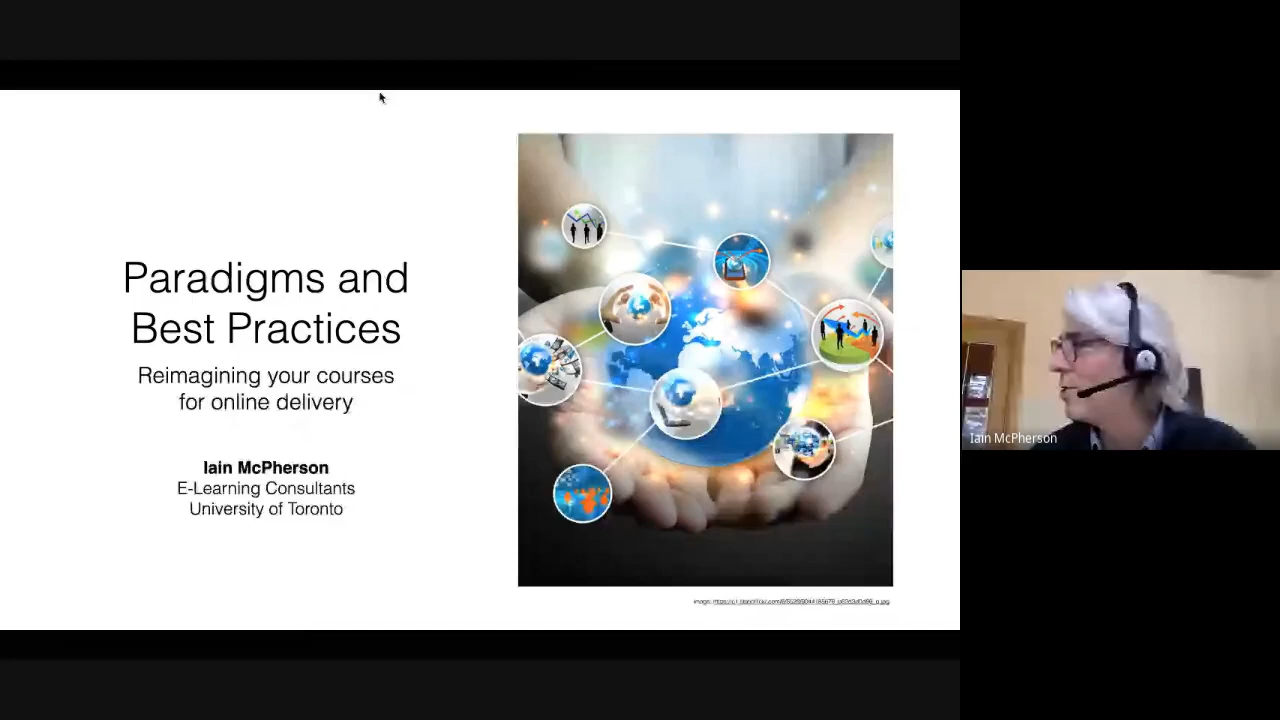 Paradigms and
Best Practices
Reimagining your courses
for online delivery
Iain McPherson
E-Learning Consultants
University of Toronto
Iain McPherson